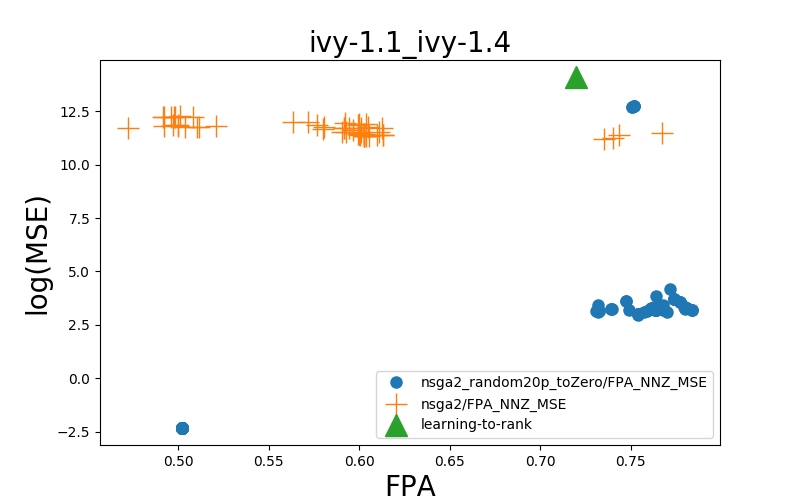 ivy-1.1_ivy-1.4
log(MSE)
12.5
10.0
7.5
5.0
2.5
0.0
−2.5
nsga2_random20p_toZero/FPA_NNZ_MSE
nsga2/FPA_NNZ_MSE
learning-to-rank
0.50 0.55 0.60 0.65 0.70 0.75
FPA